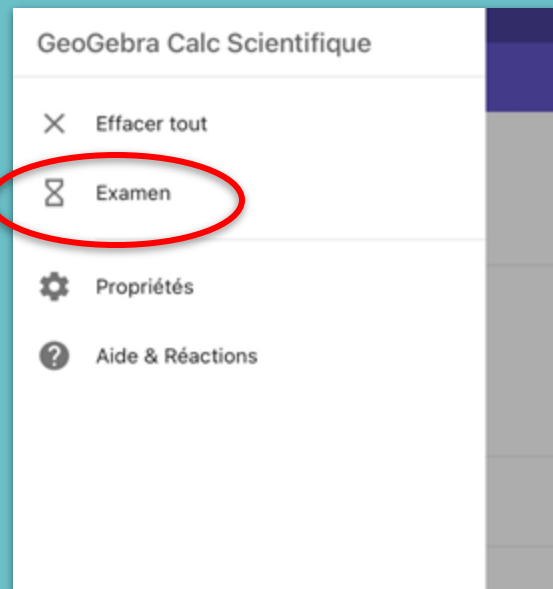 GeoGebra Calc Scientifique
Effacer tout
Examen
Propriétés
Aide & Réactions